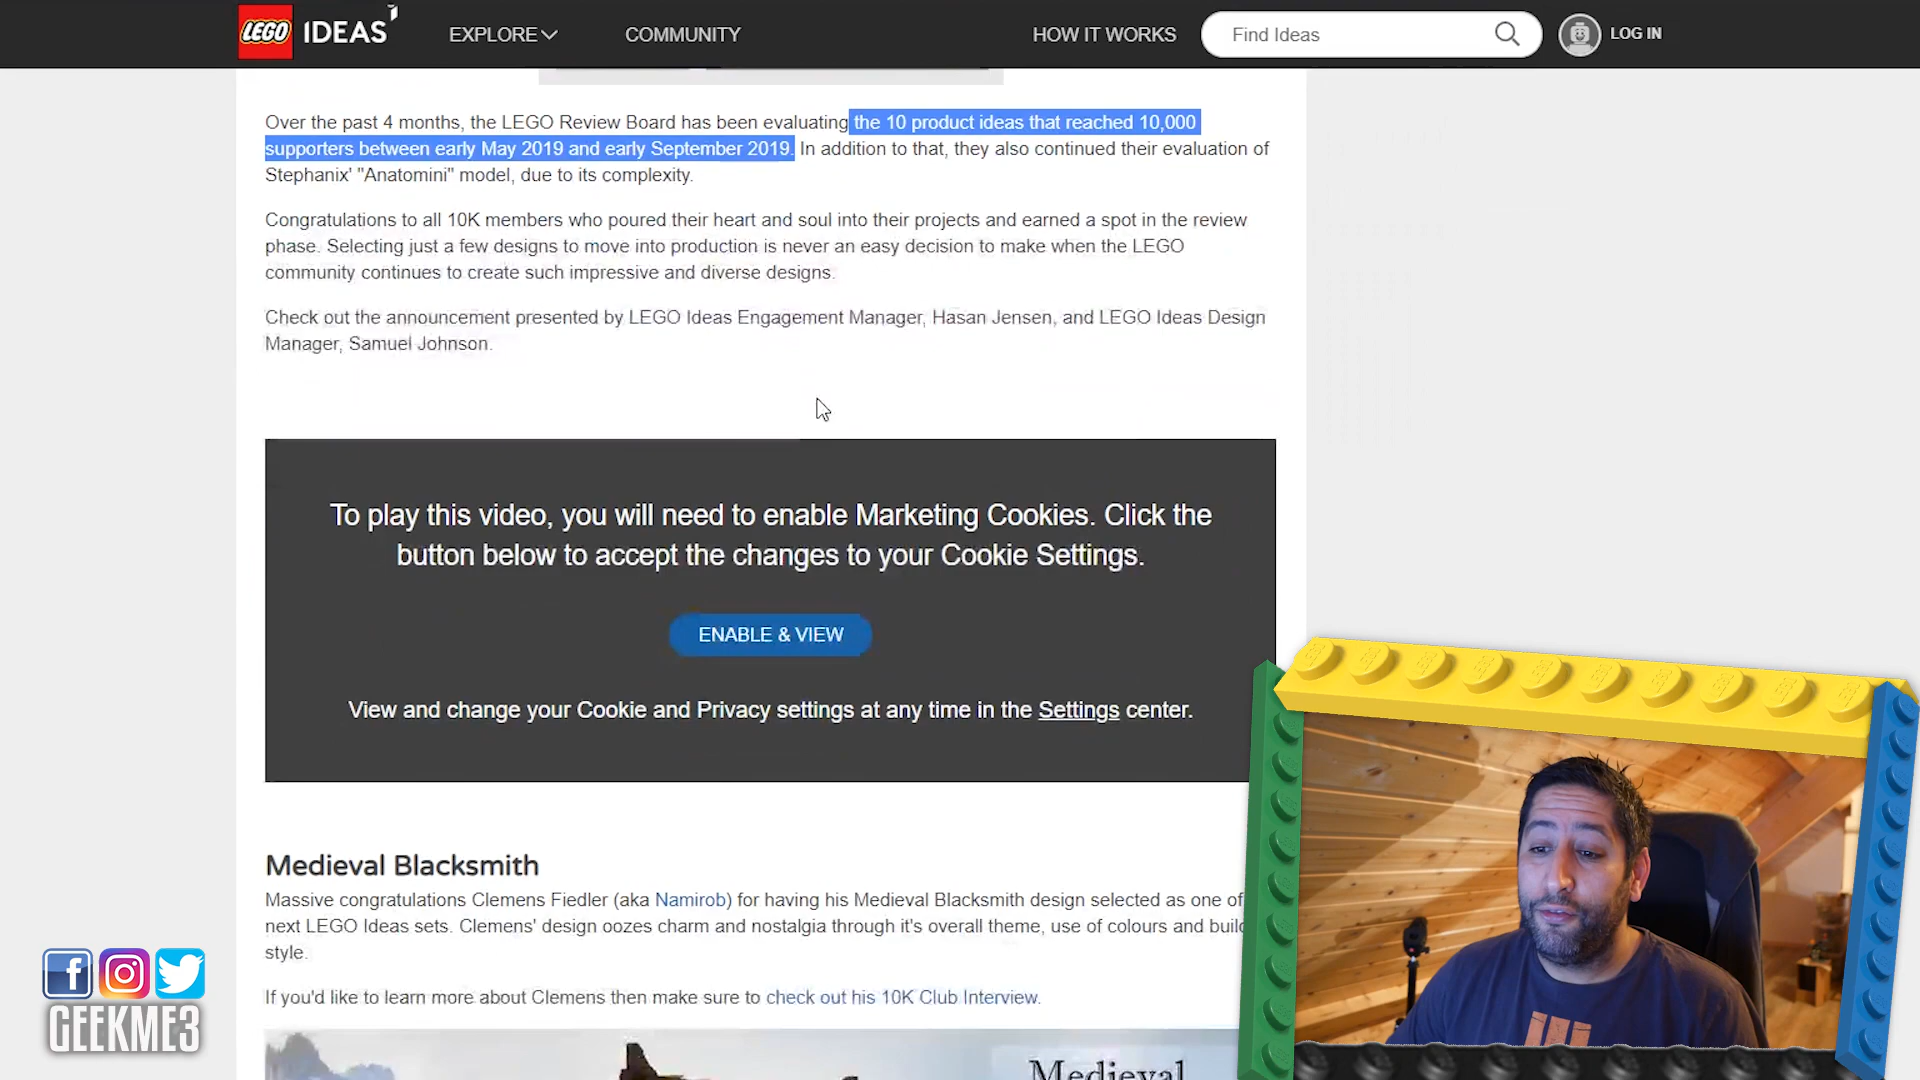 LEGO IDEAS EXPLORE COMMUNITY HOW IT WORKS Find Ideas LOG IN
Over the past 4 months, the LEGO Review Board has been evaluating the 10 product ideas that reached 10,000
supporters between early May 2019 and early September 2019. In addition to that, they also continued their evaluation of
Stephanix' "Anatomini" model, due to its complexity.
Congratulations to all 10K members who poured their heart and soul into their projects and earned a spot in the review
phase. Selecting just a few designs to move into production is never an easy decision to make when the LEGO
community continues to create such impressive and diverse designs.
Check out the announcement presented by LEGO Ideas Engagement Manager, Hasan Jensen, and LEGO Ideas Design
Manager, Samuel Johnson.
To play this video, you will need to enable Marketing Cookies. Click the
button below to accept the changes to your Cookie Settings.
ENABLE & VIEW
View and change your Cookie and Privacy settings at any time in the Settings center.
Medieval Blacksmith
Massive congratulations Clemens Fiedler (aka Namirob) for having his Medieval Blacksmith design selected as one of
next LEGO Ideas sets. Clemens' design oozes charm and nostalgia through it's overall theme, use of colours and build
style.
If you'd like to learn more about Clemens then make sure to check out his 10K Club Interview.
Medieval
GEEKME3